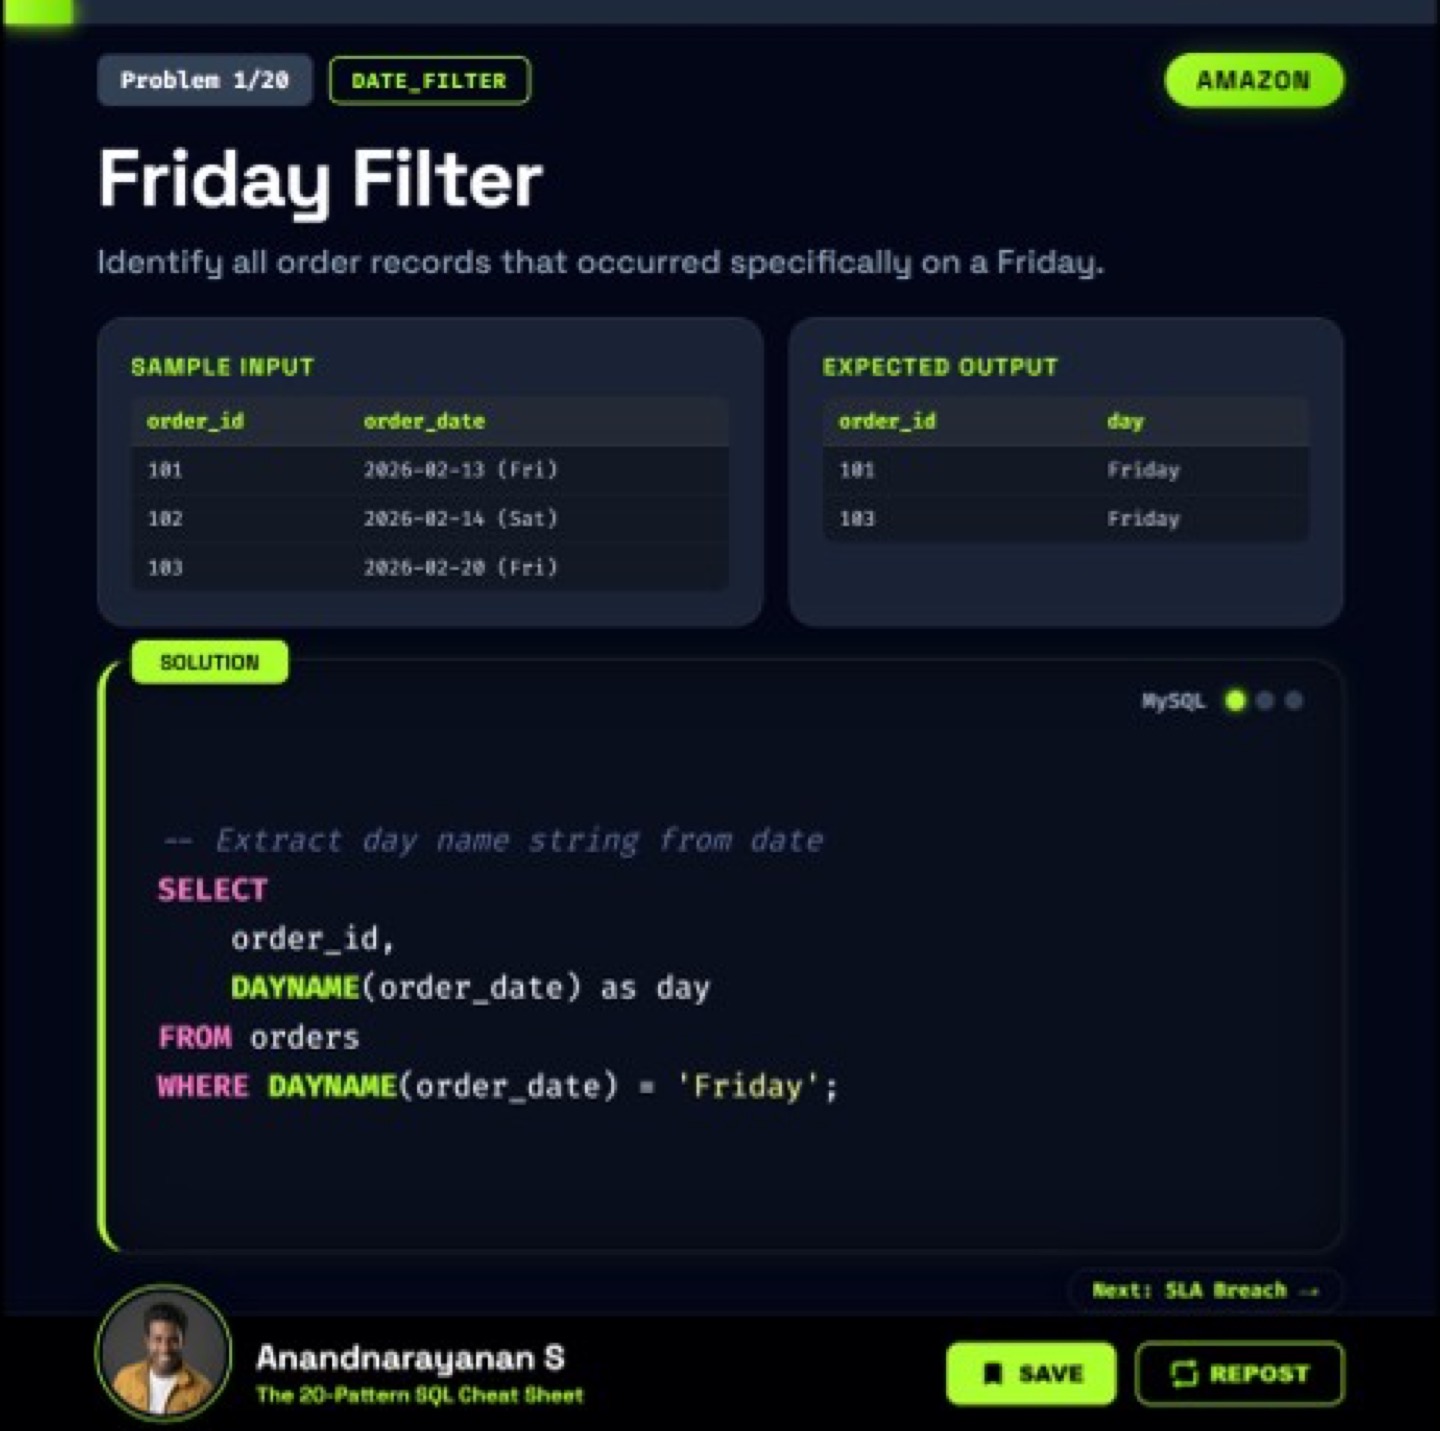 Problem 1/20
DATE_FILTER
AMAZON
Friday Filter
Identify all order records that occurred specifically on a Friday.
SAMPLE INPUT
order_id order_date
101 2026-02-13 (Fri)
102 2026-02-14 (Sat)
103 2026-02-20 (Fri)
EXPECTED OUTPUT
order_id day
101 Friday
103 Friday
SOLUTION
MySQL
-- Extract day name string from date
SELECT
order_id,
DAYNAME(order_date) as day
FROM orders
WHERE DAYNAME(order_date) = 'Friday';
Next: SLA Breach →
Anandnarayanan S
The 20-Pattern SQL Cheat Sheet
SAVE
REPOST